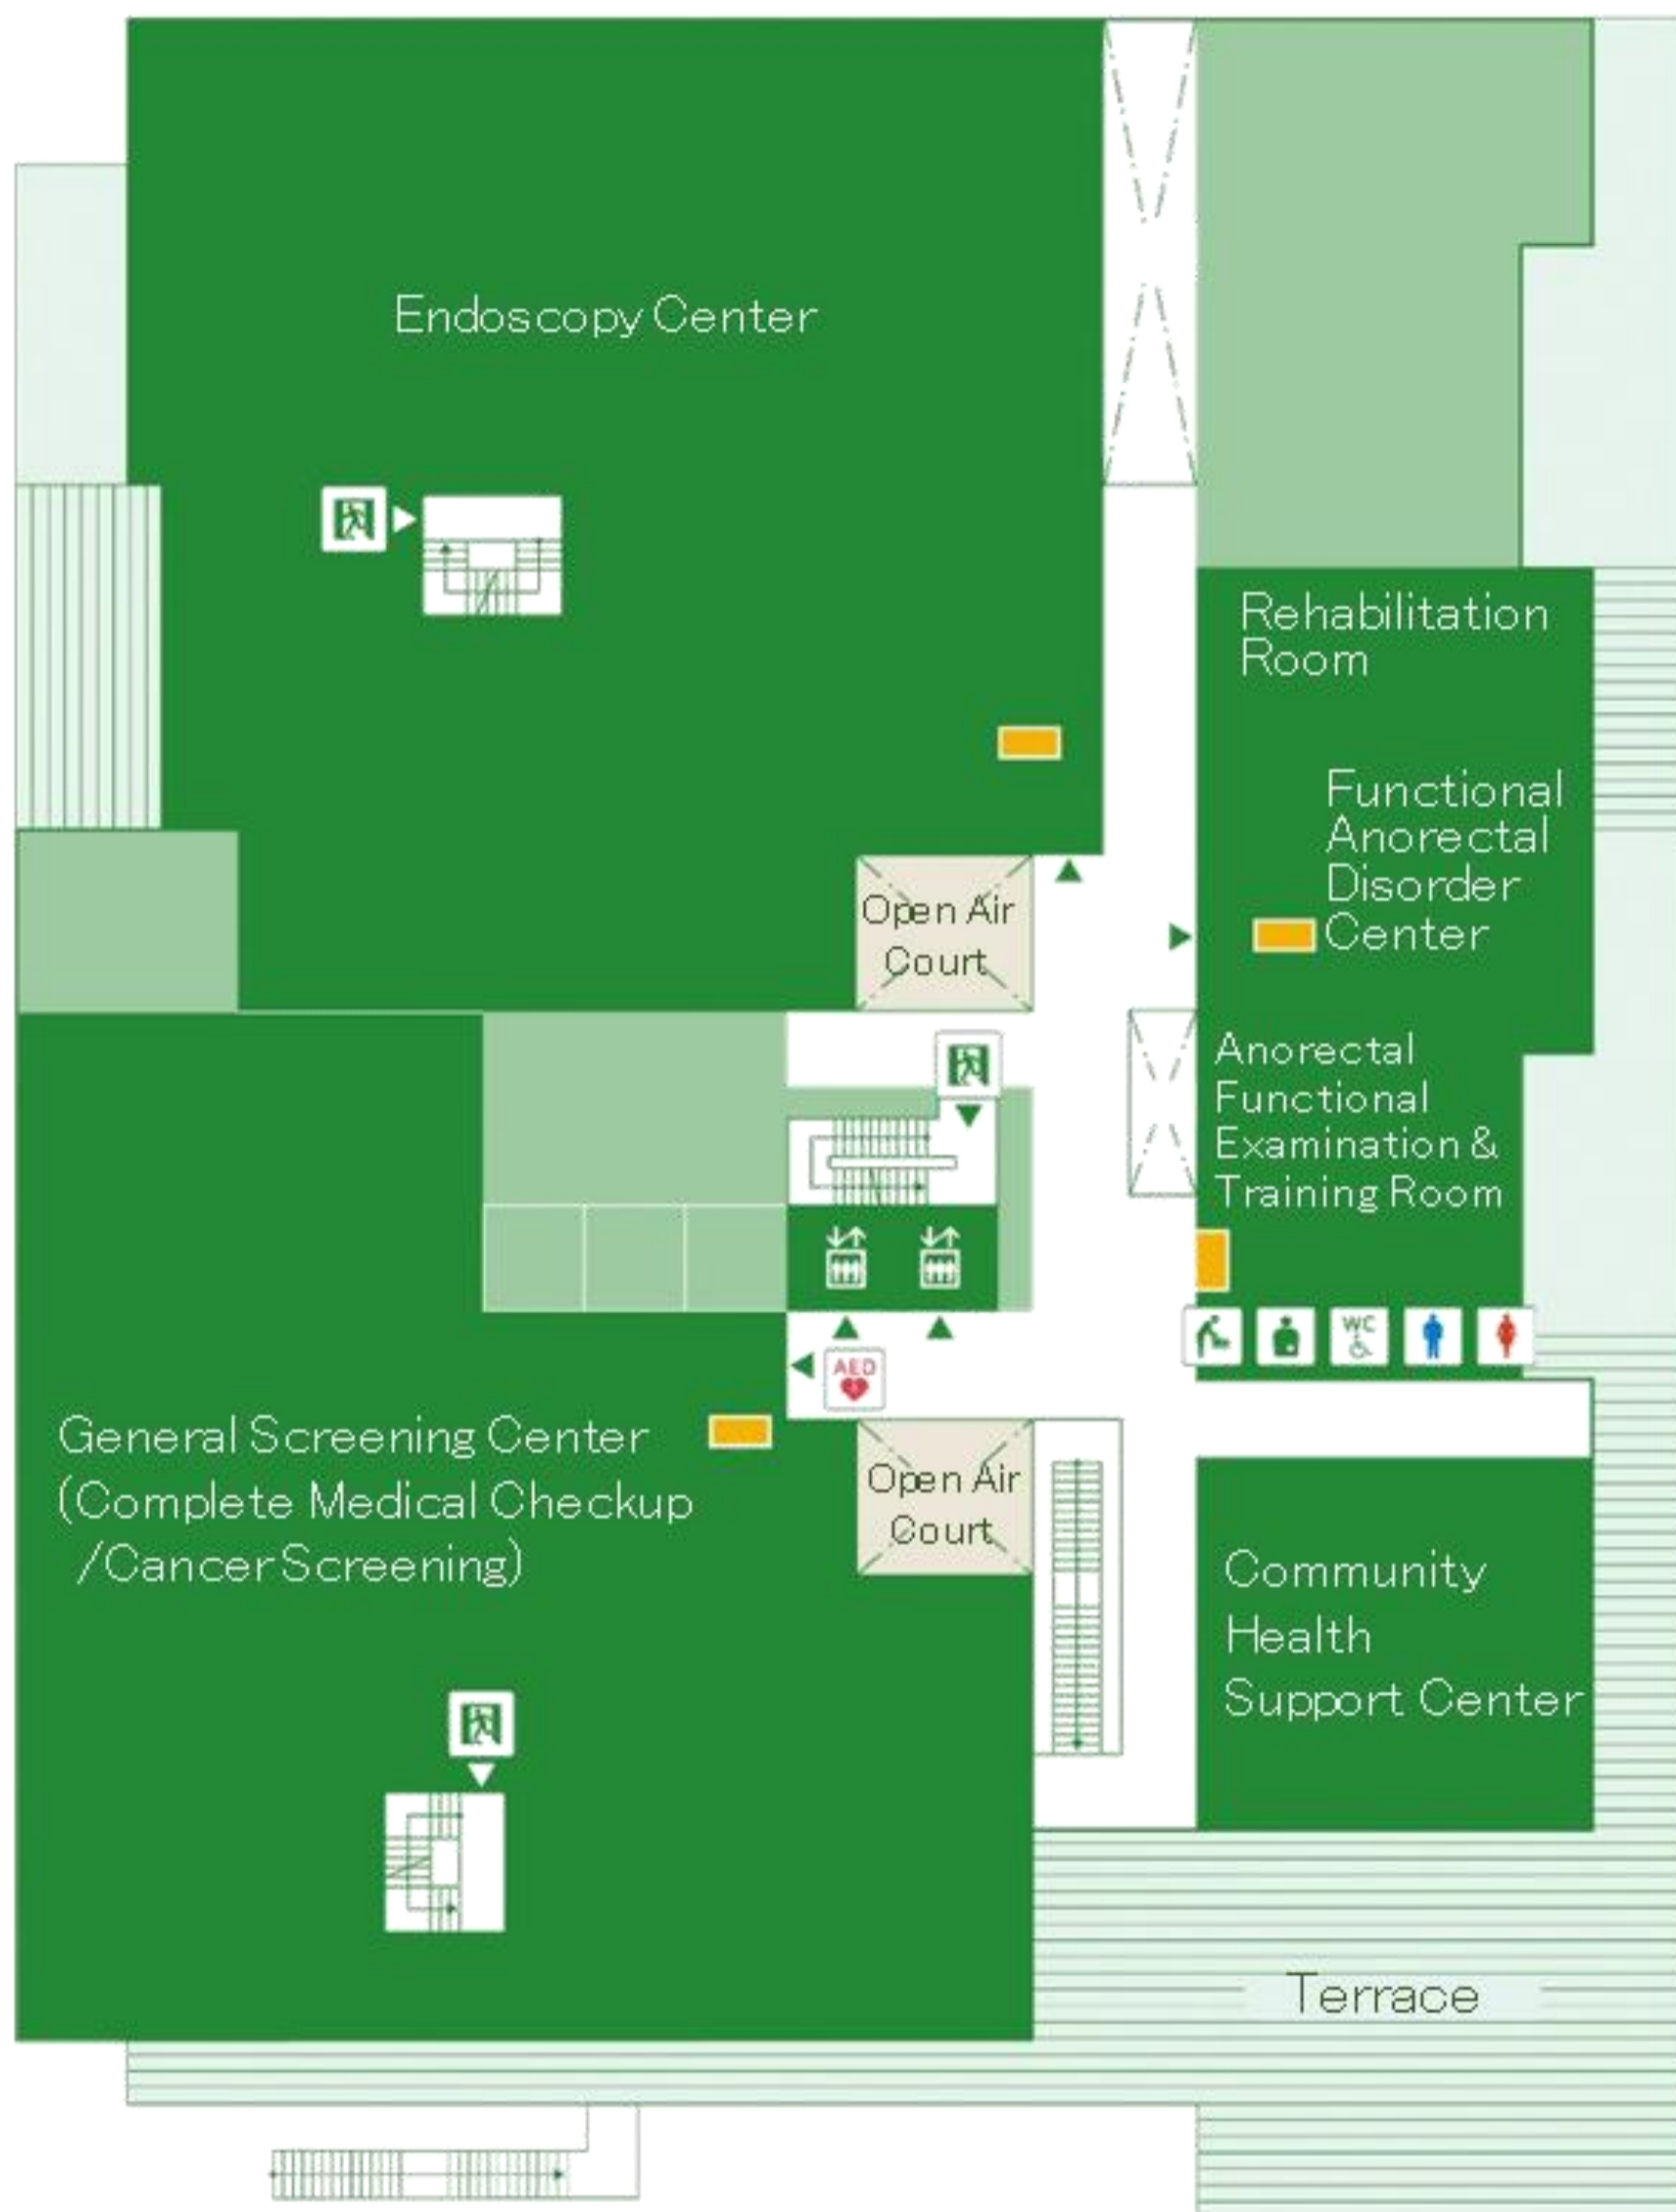 Endoscopy Center
Rehabilitation
Room
Functional
Anorectal
Disorder
Center
Open Air
Court
Anorectal
Functional
Examination &
Training Room
WC
AED
General Screening Center
(Complete Medical Checkup
/Cancer Screening)
Open Air
Court
Community
Health
Support Center
Terrace